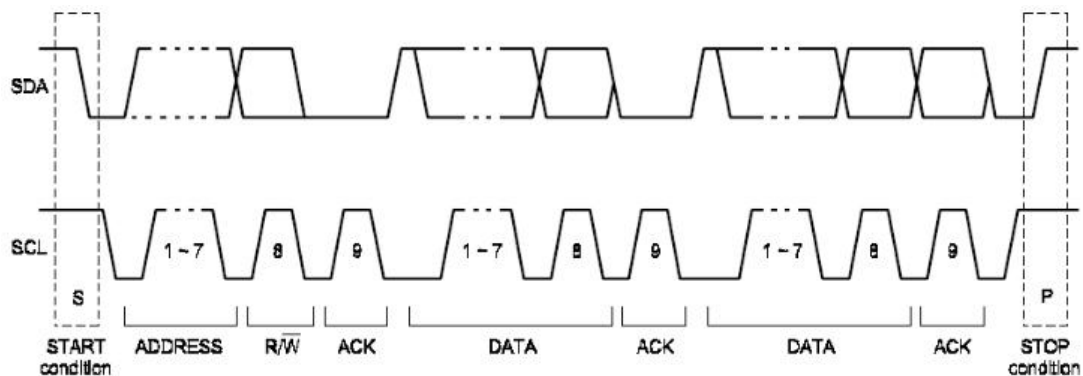 SDA
SCL
1 – 7
8
9
1 – 7
8
9
1 – 7
8
9
S
P
START
condition
ADDRESS
R/W̅
ACK
DATA
ACK
DATA
ACK
STOP
condition